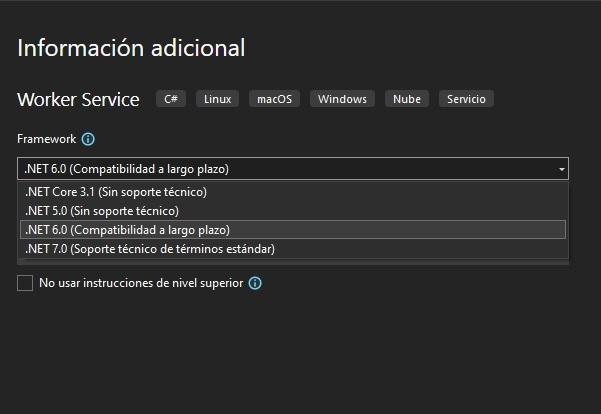 Información adicional
Worker Service C# Linux macOS Windows Nube Servicio
Framework
.NET 6.0 (Compatibilidad a largo plazo)
.NET Core 3.1 (Sin soporte técnico)
.NET 5.0 (Sin soporte técnico)
.NET 6.0 (Compatibilidad a largo plazo)
.NET 7.0 (Soporte técnico de términos estándar)
No usar instrucciones de nivel superior